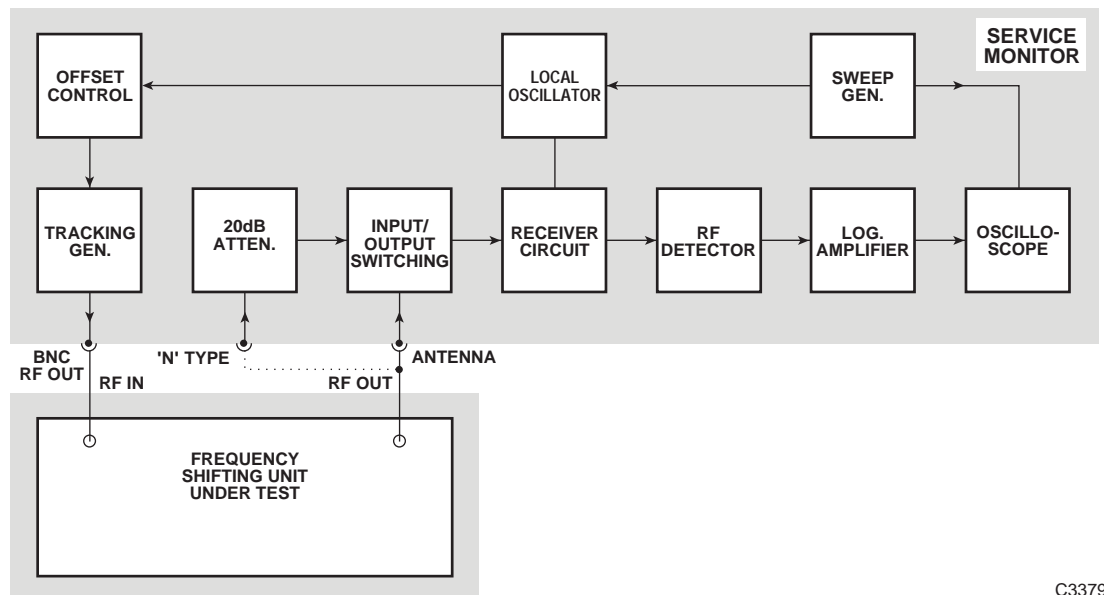 SERVICE
MONITOR
OFFSET
CONTROL
LOCAL
OSCILLATOR
SWEEP
GEN.
TRACKING
GEN.
20dB
ATTEN.
INPUT/
OUTPUT
SWITCHING
RECEIVER
CIRCUIT
RF
DETECTOR
LOG.
AMPLIFIER
OSCILLO-
SCOPE
BNC
RF OUT
RF IN
'N' TYPE
ANTENNA
RF OUT
FREQUENCY
SHIFTING UNIT
UNDER TEST
C3379